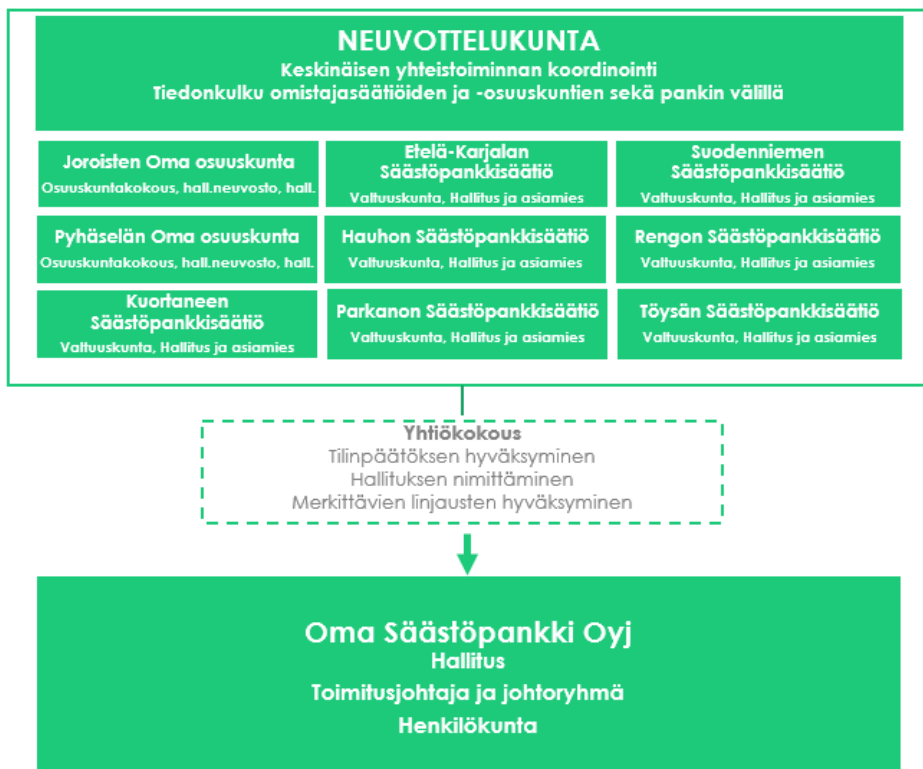 NEUVOTTELUKUNTA
Keskinäisen yhteistoiminnan koordinointi
Tiedonkulku omistajasäätiöiden ja -osuuskuntien sekä pankin välillä
Joroisten Oma osuuskunta
Osuuskuntakokous, hall.neuvosto, hall.
Etelä-Karjalan
Säästöpankkisäätiö
Valtuuskunta, Hallitus ja asiamies
Suodenniemen
Säästöpankkisäätiö
Valtuuskunta, Hallitus ja asiamies
Pyhäselän Oma osuuskunta
Osuuskuntakokous, hall.neuvosto, hall.
Hauhon Säästöpankkisäätiö
Valtuuskunta, Hallitus ja asiamies
Rengon Säästöpankkisäätiö
Valtuuskunta, Hallitus ja asiamies
Kuortaneen
Säästöpankkisäätiö
Valtuuskunta, Hallitus ja asiamies
Parkanon Säästöpankkisäätiö
Valtuuskunta, Hallitus ja asiamies
Töysän Säästöpankkisäätiö
Valtuuskunta, Hallitus ja asiamies
Yhtiökokous
Tilinpäätöksen hyväksyminen
Hallituksen nimittäminen
Merkittävien linjausten hyväksyminen
Oma Säästöpankki Oyj
Hallitus
Toimitusjohtaja ja johtoryhmä
Henkilökunta